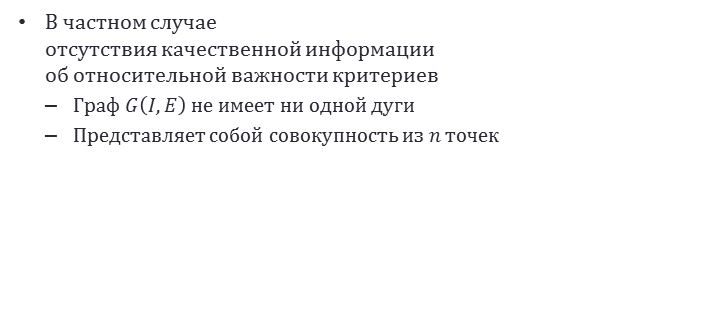 • В частном случае
отсутствия качественной информации
об относительной важности критериев
– Граф G(I, E) не имеет ни одной дуги
– Представляет собой совокупность из n точек